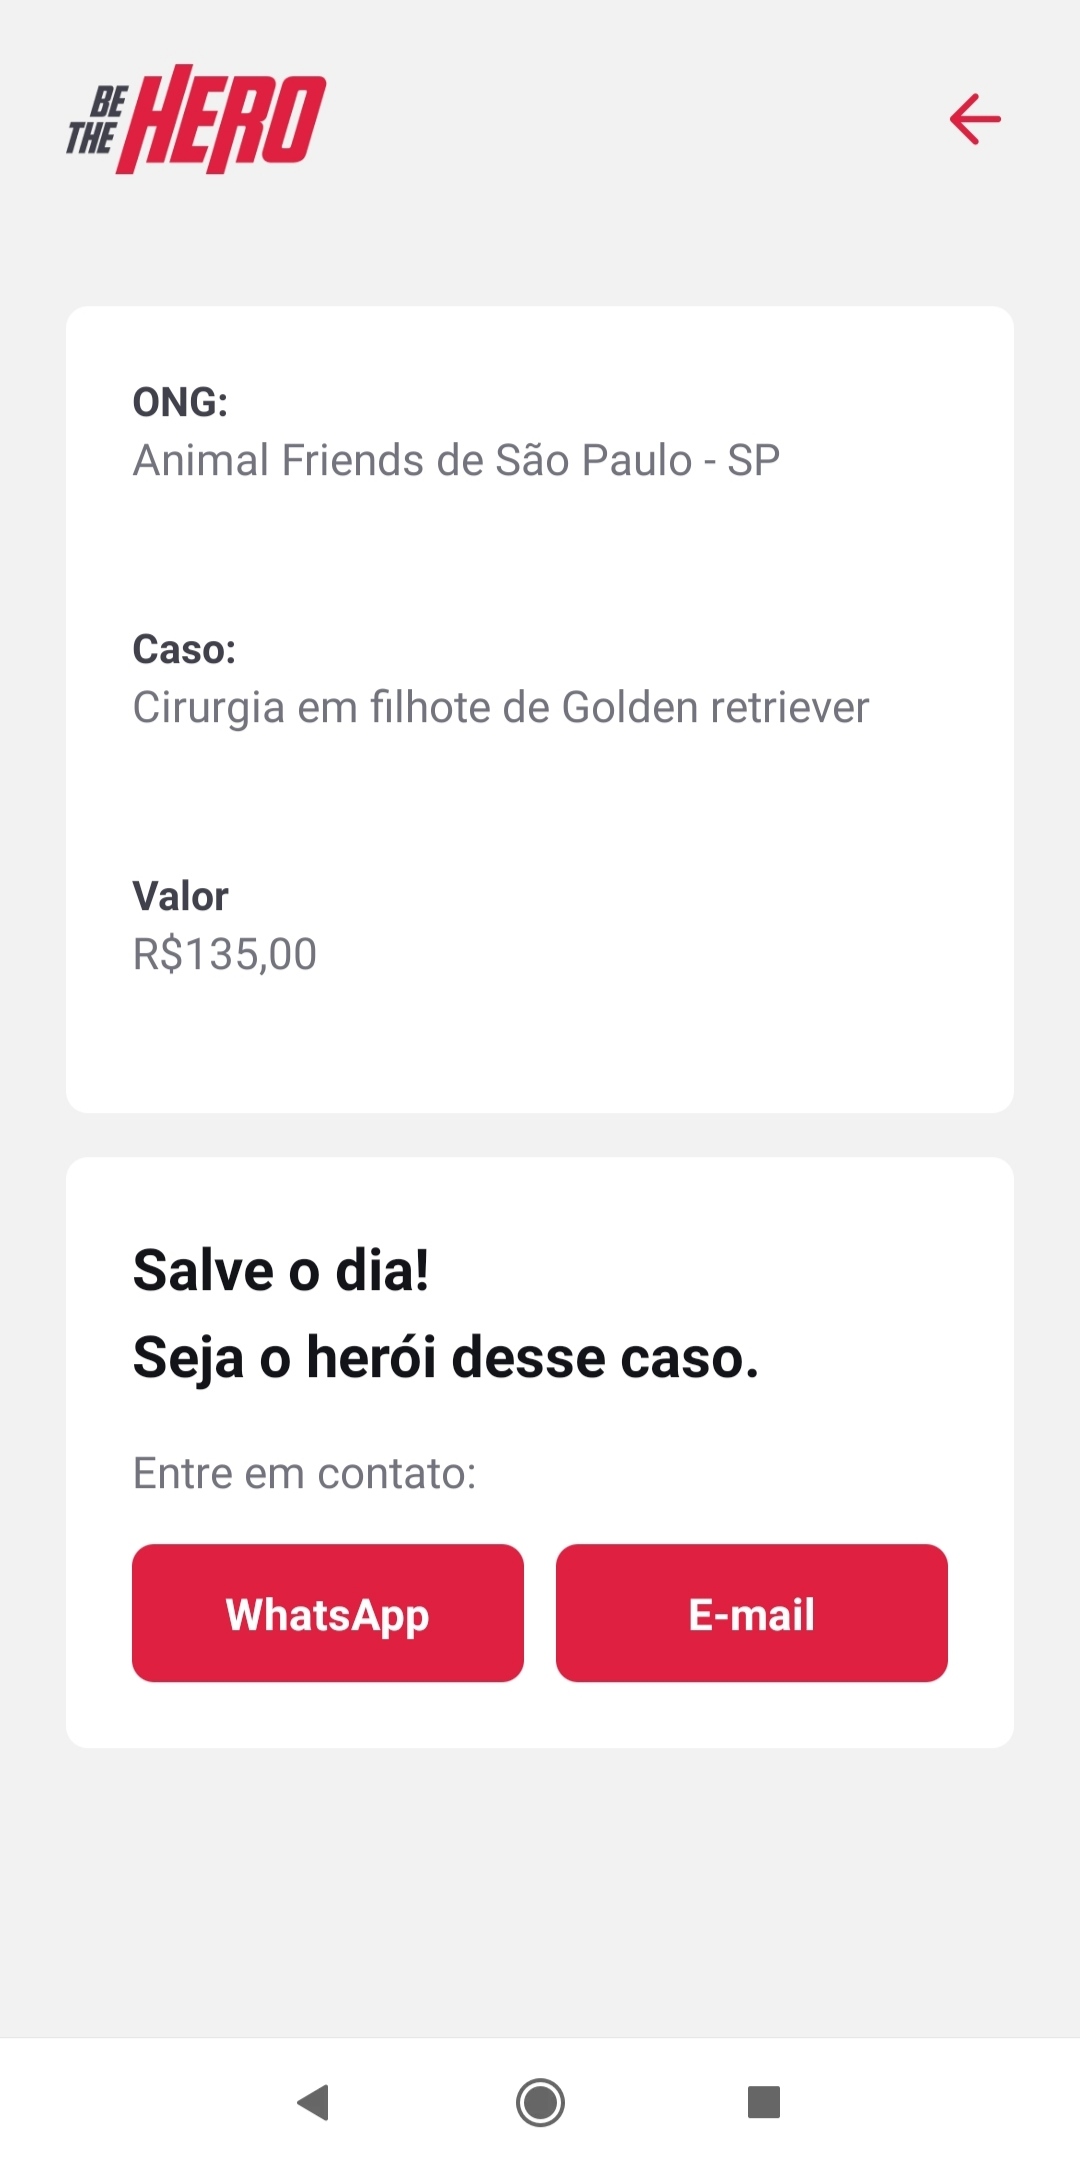 BE
THE HERO
ONG:
Animal Friends de São Paulo - SP
Caso:
Cirurgia em filhote de Golden retriever
Valor
R$135,00
Salve o dia!
Seja o herói desse caso.
Entre em contato:
WhatsApp E-mail